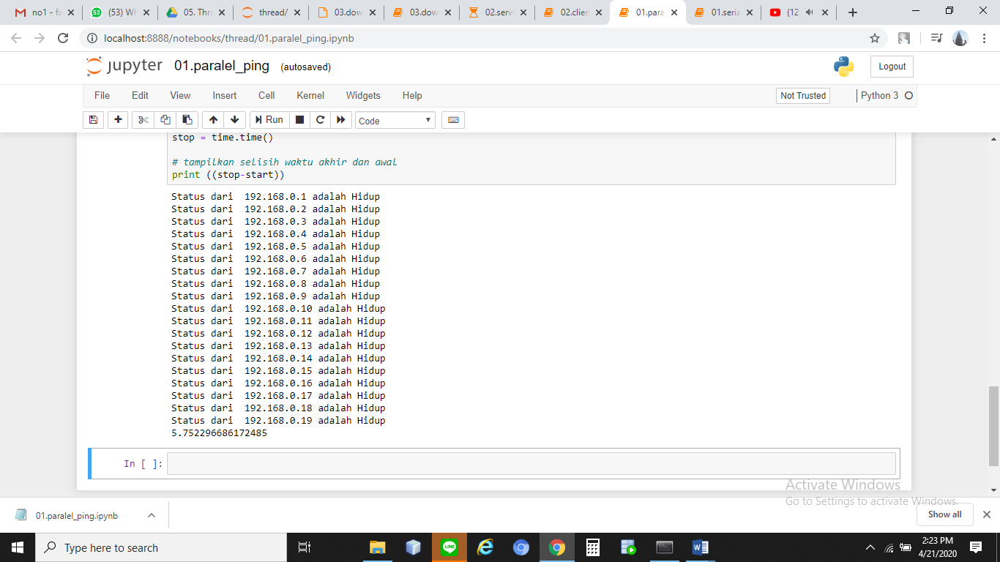 no1 - fa
53
(53) Wh
05. Thre
thread/
03.dow
03.dow
02.serv
02.clien
01.para
01.seria
(12
localhost:8888/notebooks/thread/01.paralel_ping.ipynb
jupyter 01.paralel_ping (autosaved)
Logout
File Edit View Insert Cell Kernel Widgets Help
Not Trusted
Python 3
Run
Code
stop = time.time()
# tampilkan selisih waktu akhir dan awal
print ((stop-start))
Status dari  192.168.0.1 adalah Hidup
Status dari  192.168.0.2 adalah Hidup
Status dari  192.168.0.3 adalah Hidup
Status dari  192.168.0.4 adalah Hidup
Status dari  192.168.0.5 adalah Hidup
Status dari  192.168.0.6 adalah Hidup
Status dari  192.168.0.7 adalah Hidup
Status dari  192.168.0.8 adalah Hidup
Status dari  192.168.0.9 adalah Hidup
Status dari  192.168.0.10 adalah Hidup
Status dari  192.168.0.11 adalah Hidup
Status dari  192.168.0.12 adalah Hidup
Status dari  192.168.0.13 adalah Hidup
Status dari  192.168.0.14 adalah Hidup
Status dari  192.168.0.15 adalah Hidup
Status dari  192.168.0.16 adalah Hidup
Status dari  192.168.0.17 adalah Hidup
Status dari  192.168.0.18 adalah Hidup
Status dari  192.168.0.19 adalah Hidup
5.752296686172485
In [ ]:
Activate Windows
Go to Settings to activate Windows.
01.paralel_ping.ipynb
Show all
Type here to search
LINE
2:23 PM
4/21/2020